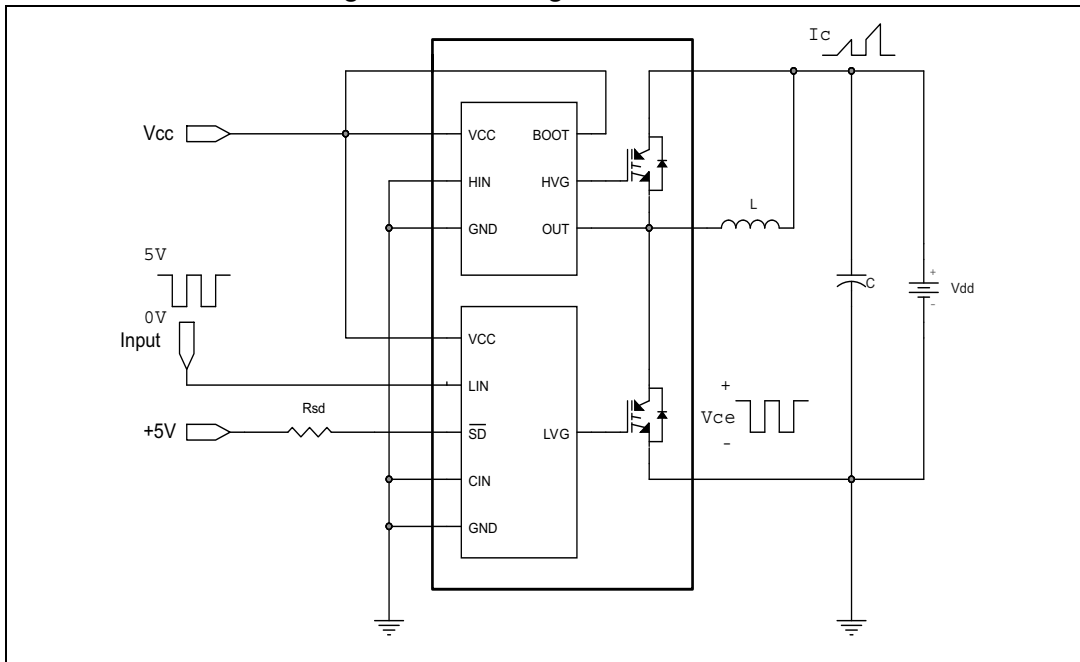 Ic
Vcc
VCC
BOOT
HIN
HVG
L
GND
OUT
5V
0V
Input
C
+
Vdd
-
VCC
LIN
Rsd
+5V
SD
LVG
+
Vce
-
CIN
GND